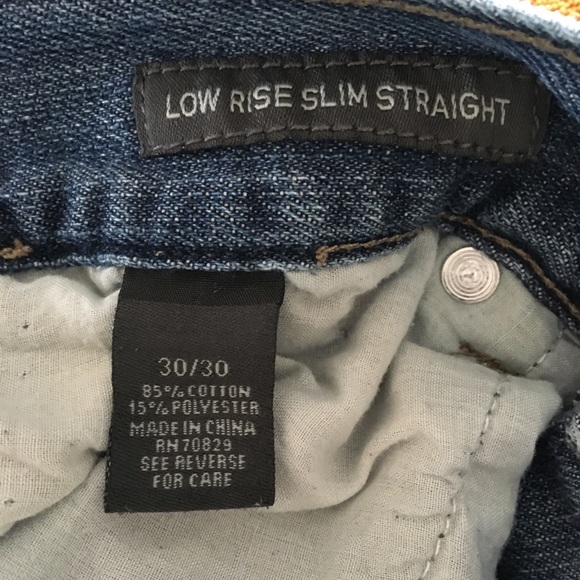 LOW RISE SLIM STRAIGHT
30/30
85% COTTON
15% POLYESTER
MADE IN CHINA
RN 70829
SEE REVERSE
FOR CARE